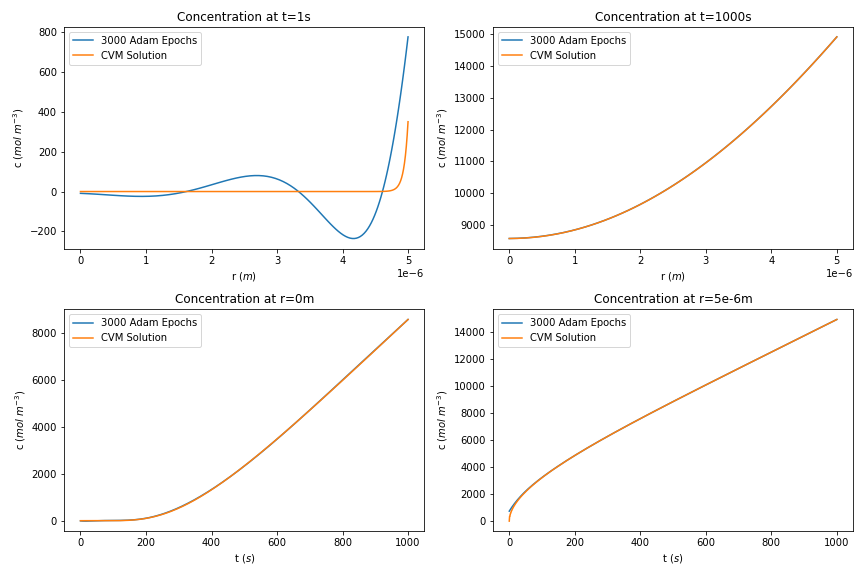 Concentration at t=1s
3000 Adam Epochs
CVM Solution
c (mol m⁻³)
800
600
400
200
0
−200
0 1 2 3 4 5
1e−6
r (m)
Concentration at t=1000s
3000 Adam Epochs
CVM Solution
c (mol m⁻³)
15000
14000
13000
12000
11000
10000
9000
0 1 2 3 4 5
1e−6
r (m)
Concentration at r=0m
3000 Adam Epochs
CVM Solution
c (mol m⁻³)
8000
6000
4000
2000
0
0 200 400 600 800 1000
t (s)
Concentration at r=5e-6m
3000 Adam Epochs
CVM Solution
c (mol m⁻³)
14000
12000
10000
8000
6000
4000
2000
0
0 200 400 600 800 1000
t (s)